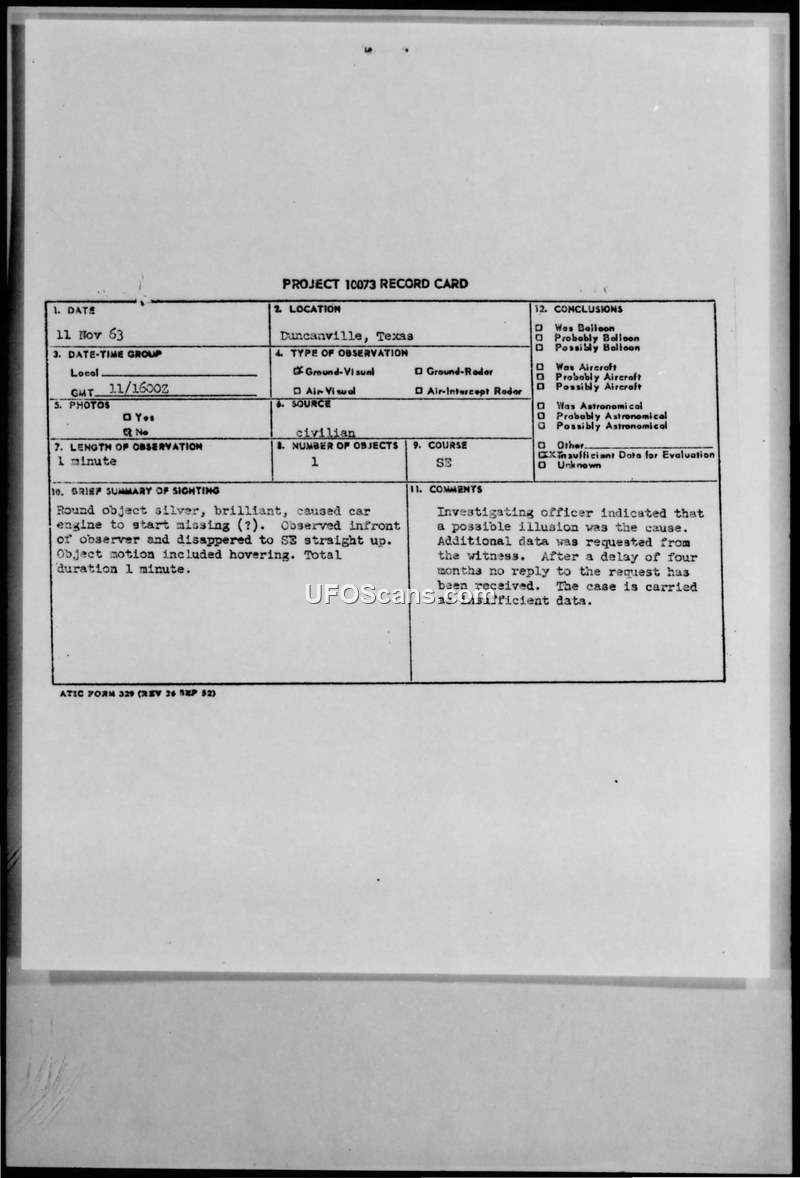 PROJECT 10073 RECORD CARD
1. DATE
11 Nov 63
2. LOCATION
Duncanville, Texas
3. DATE-TIME GROUP
Local
GMT 11/1600Z
4. TYPE OF OBSERVATION
☒ Ground-Visual ☐ Ground-Radar
☐ Air-Visual ☐ Air-Intercept Radar
5. PHOTOS
☐ Yes
☒ No
6. SOURCE
civilian
7. LENGTH OF OBSERVATION
1 minute
8. NUMBER OF OBJECTS
1
9. COURSE
SE
12. CONCLUSIONS
☐ Was Balloon
☐ Probably Balloon
☐ Possibly Balloon
☐ Was Aircraft
☐ Probably Aircraft
☐ Possibly Aircraft
☐ Was Astronomical
☐ Probably Astronomical
☐ Possibly Astronomical
☐ Other
☒ Insufficient Data for Evaluation
☐ Unknown
10. BRIEF SUMMARY OF SIGHTING
Round object silver, brilliant, caused car
engine to start missing (?). Observed infront
of observer and disappered to SE straight up.
Object motion included hovering. Total
duration 1 minute.
11. COMMENTS
Investigating officer indicated that
a possible illusion was the cause.
Additional data was requested from
the witness. After a delay of four
months no reply to the request has
been received. The case is carried
as insufficient data.
UFOScans.com
ATIC FORM 329 (REV 26 SEP 52)